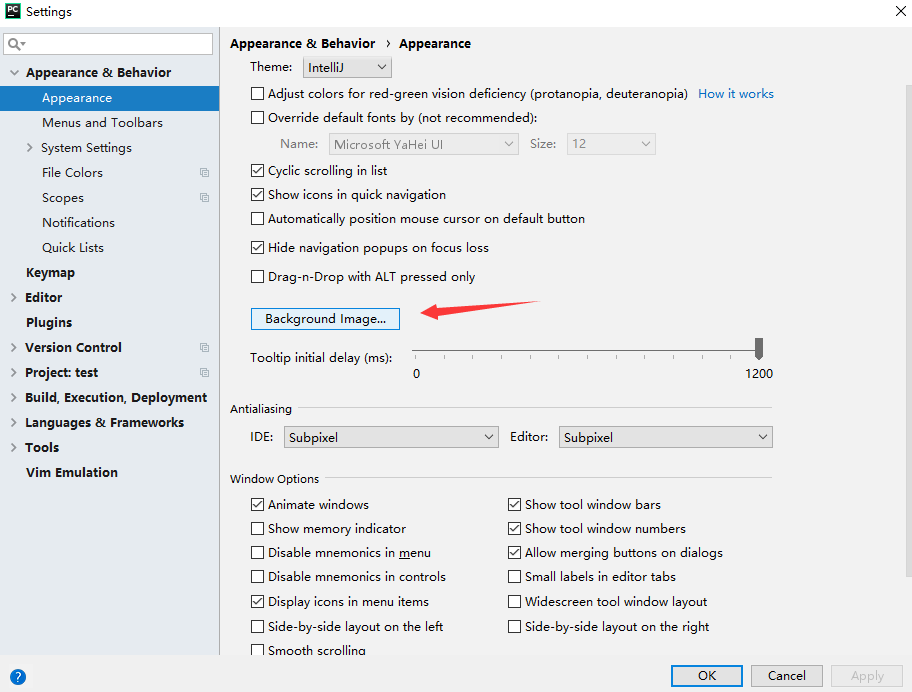 PC Settings
Appearance & Behavior › Appearance
Appearance & Behavior
Appearance
Menus and Toolbars
System Settings
File Colors
Scopes
Notifications
Quick Lists
Keymap
Editor
Plugins
Version Control
Project: test
Build, Execution, Deployment
Languages & Frameworks
Tools
Vim Emulation
Theme: IntelliJ
Adjust colors for red-green vision deficiency (protanopia, deuteranopia) How it works
Override default fonts by (not recommended):
Name: Microsoft YaHei UI Size: 12
Cyclic scrolling in list
Show icons in quick navigation
Automatically position mouse cursor on default button
Hide navigation popups on focus loss
Drag-n-Drop with ALT pressed only
Background Image...
Tooltip initial delay (ms):
0 1200
Antialiasing
IDE: Subpixel Editor: Subpixel
Window Options
Animate windows Show tool window bars
Show memory indicator Show tool window numbers
Disable mnemonics in menu Allow merging buttons on dialogs
Disable mnemonics in controls Small labels in editor tabs
Display icons in menu items Widescreen tool window layout
Side-by-side layout on the left Side-by-side layout on the right
Smooth scrolling
? OK Cancel Apply